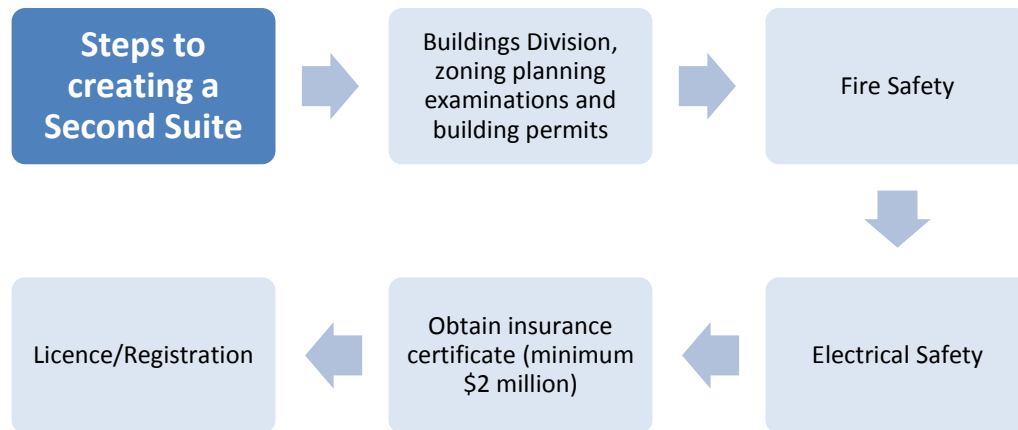 Steps to
creating a
Second Suite
Buildings Division,
zoning planning
examinations and
building permits
Fire Safety
Electrical Safety
Obtain insurance
certificate (minimum
$2 million)
Licence/Registration